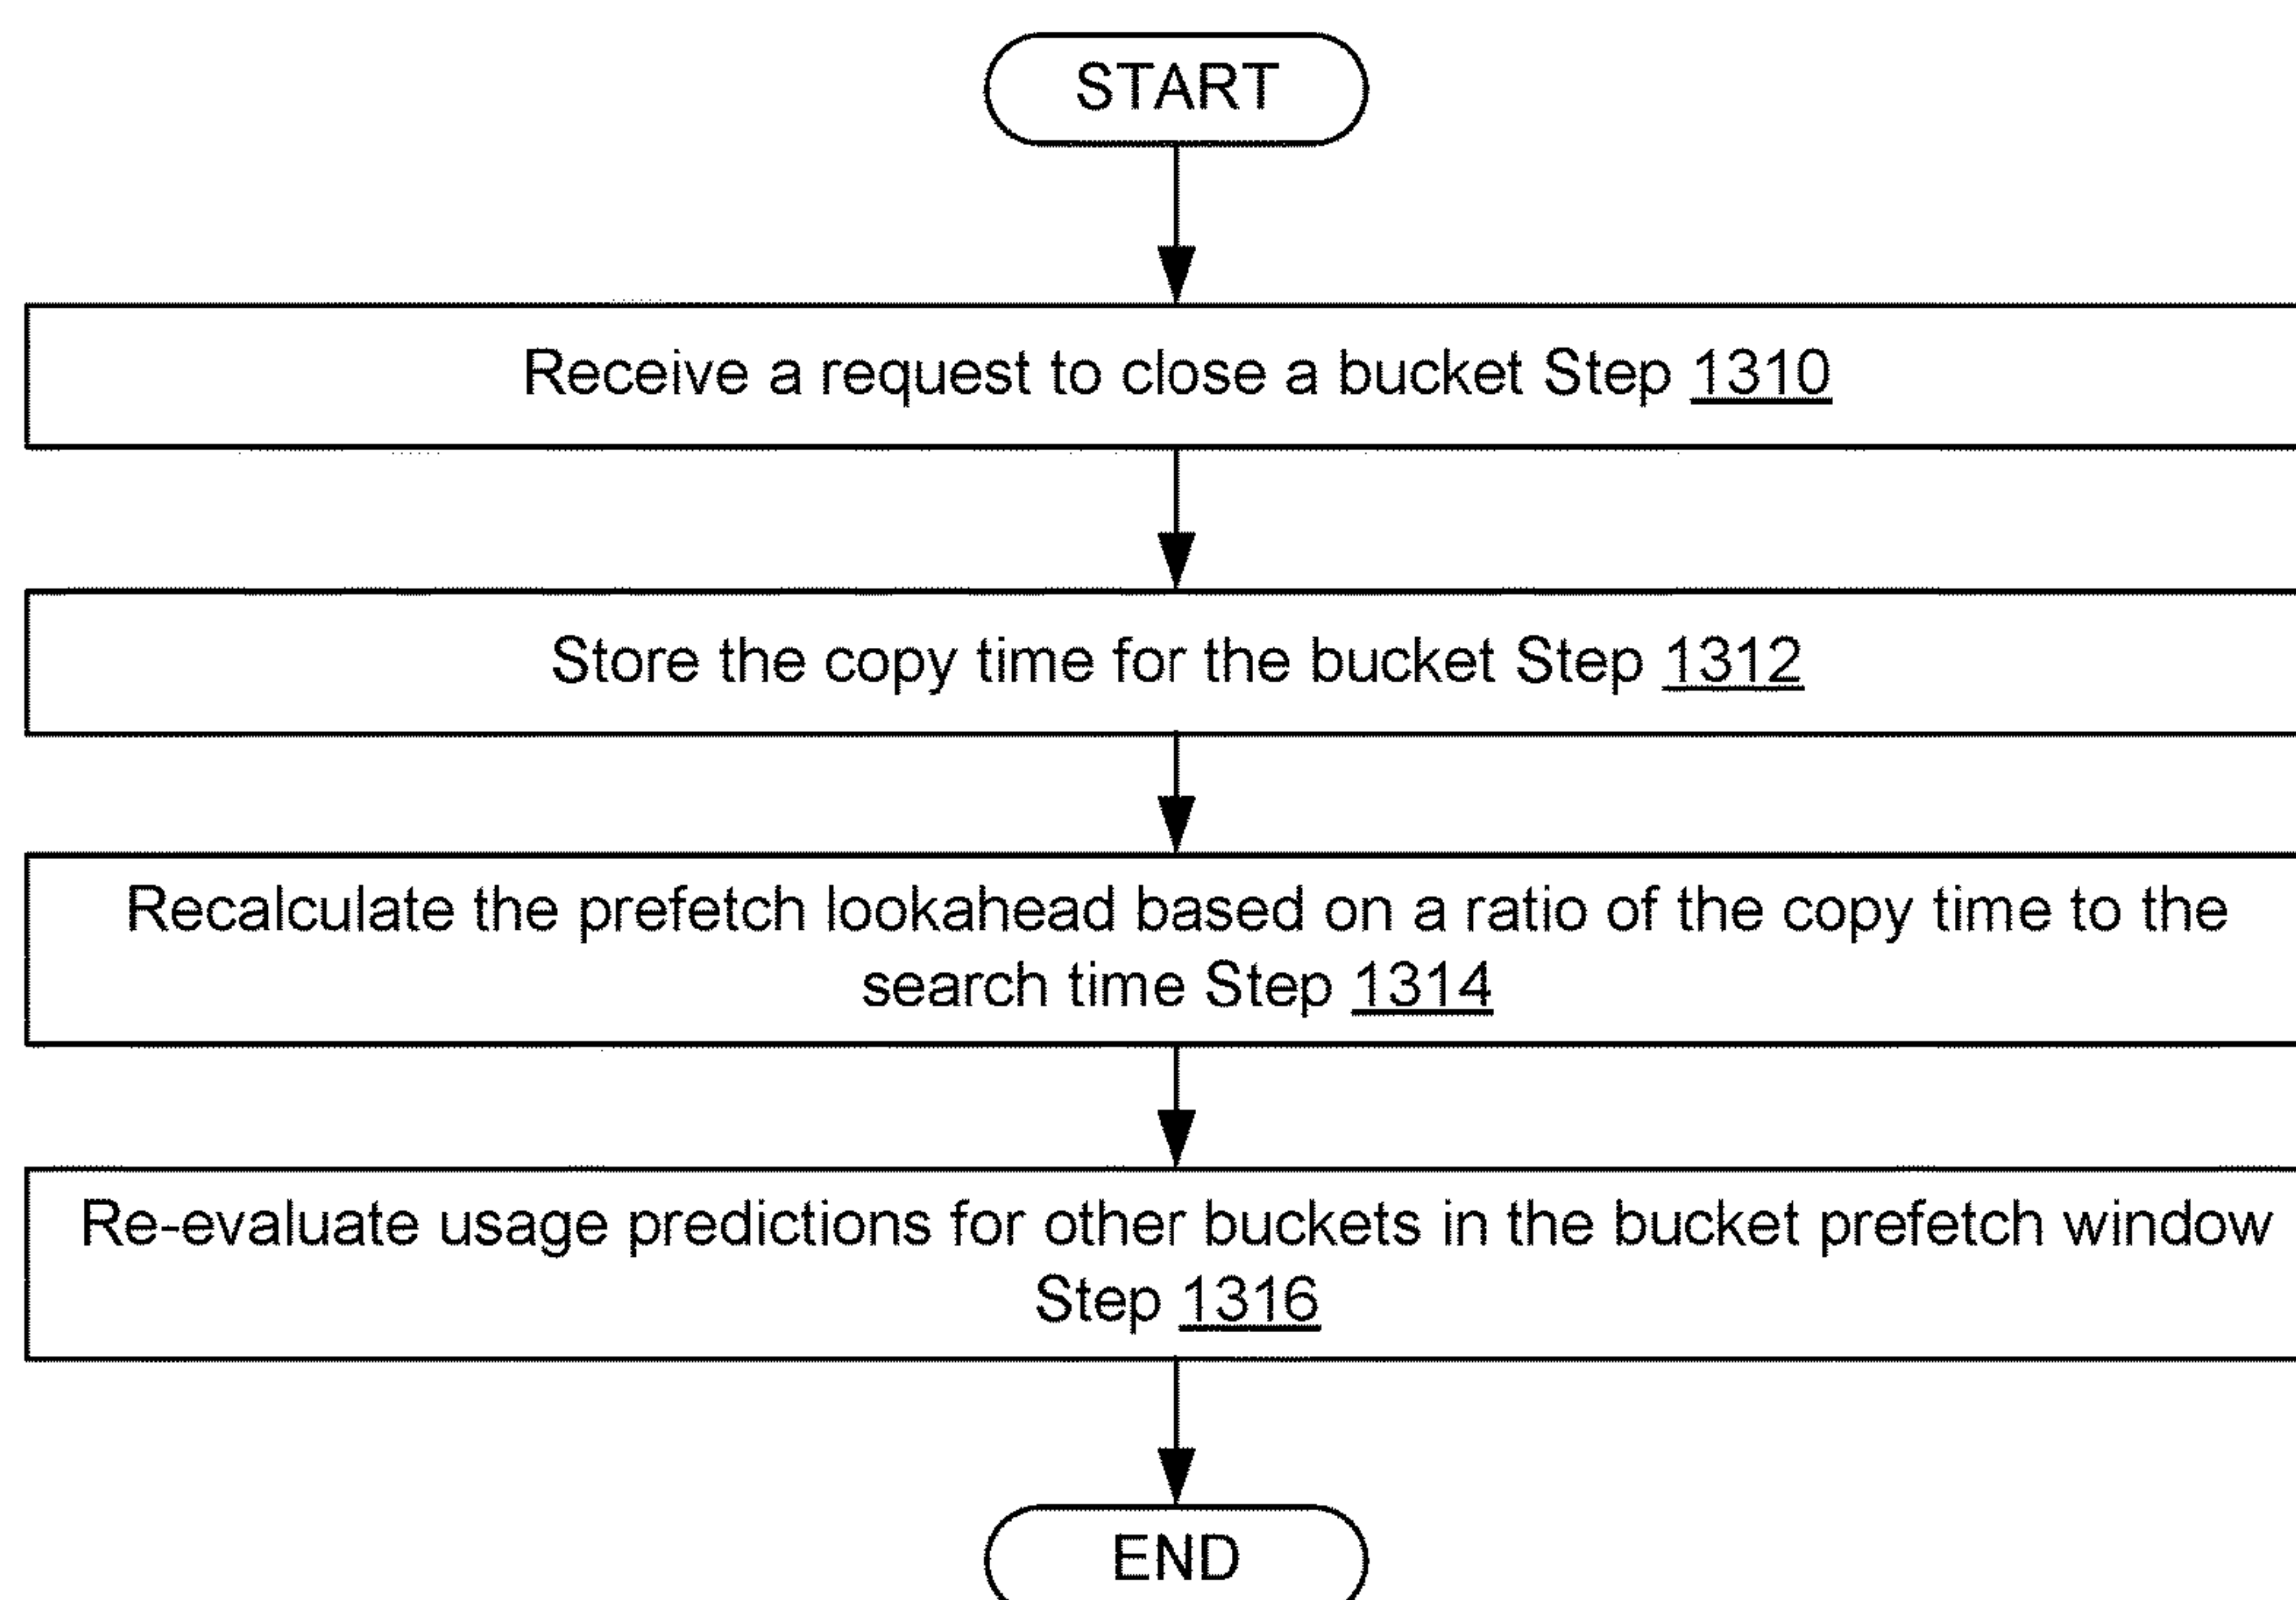 START
Receive a request to close a bucket Step 1310
Store the copy time for the bucket Step 1312
Recalculate the prefetch lookahead based on a ratio of the copy time to the
search time Step 1314
Re-evaluate usage predictions for other buckets in the bucket prefetch window
Step 1316
END